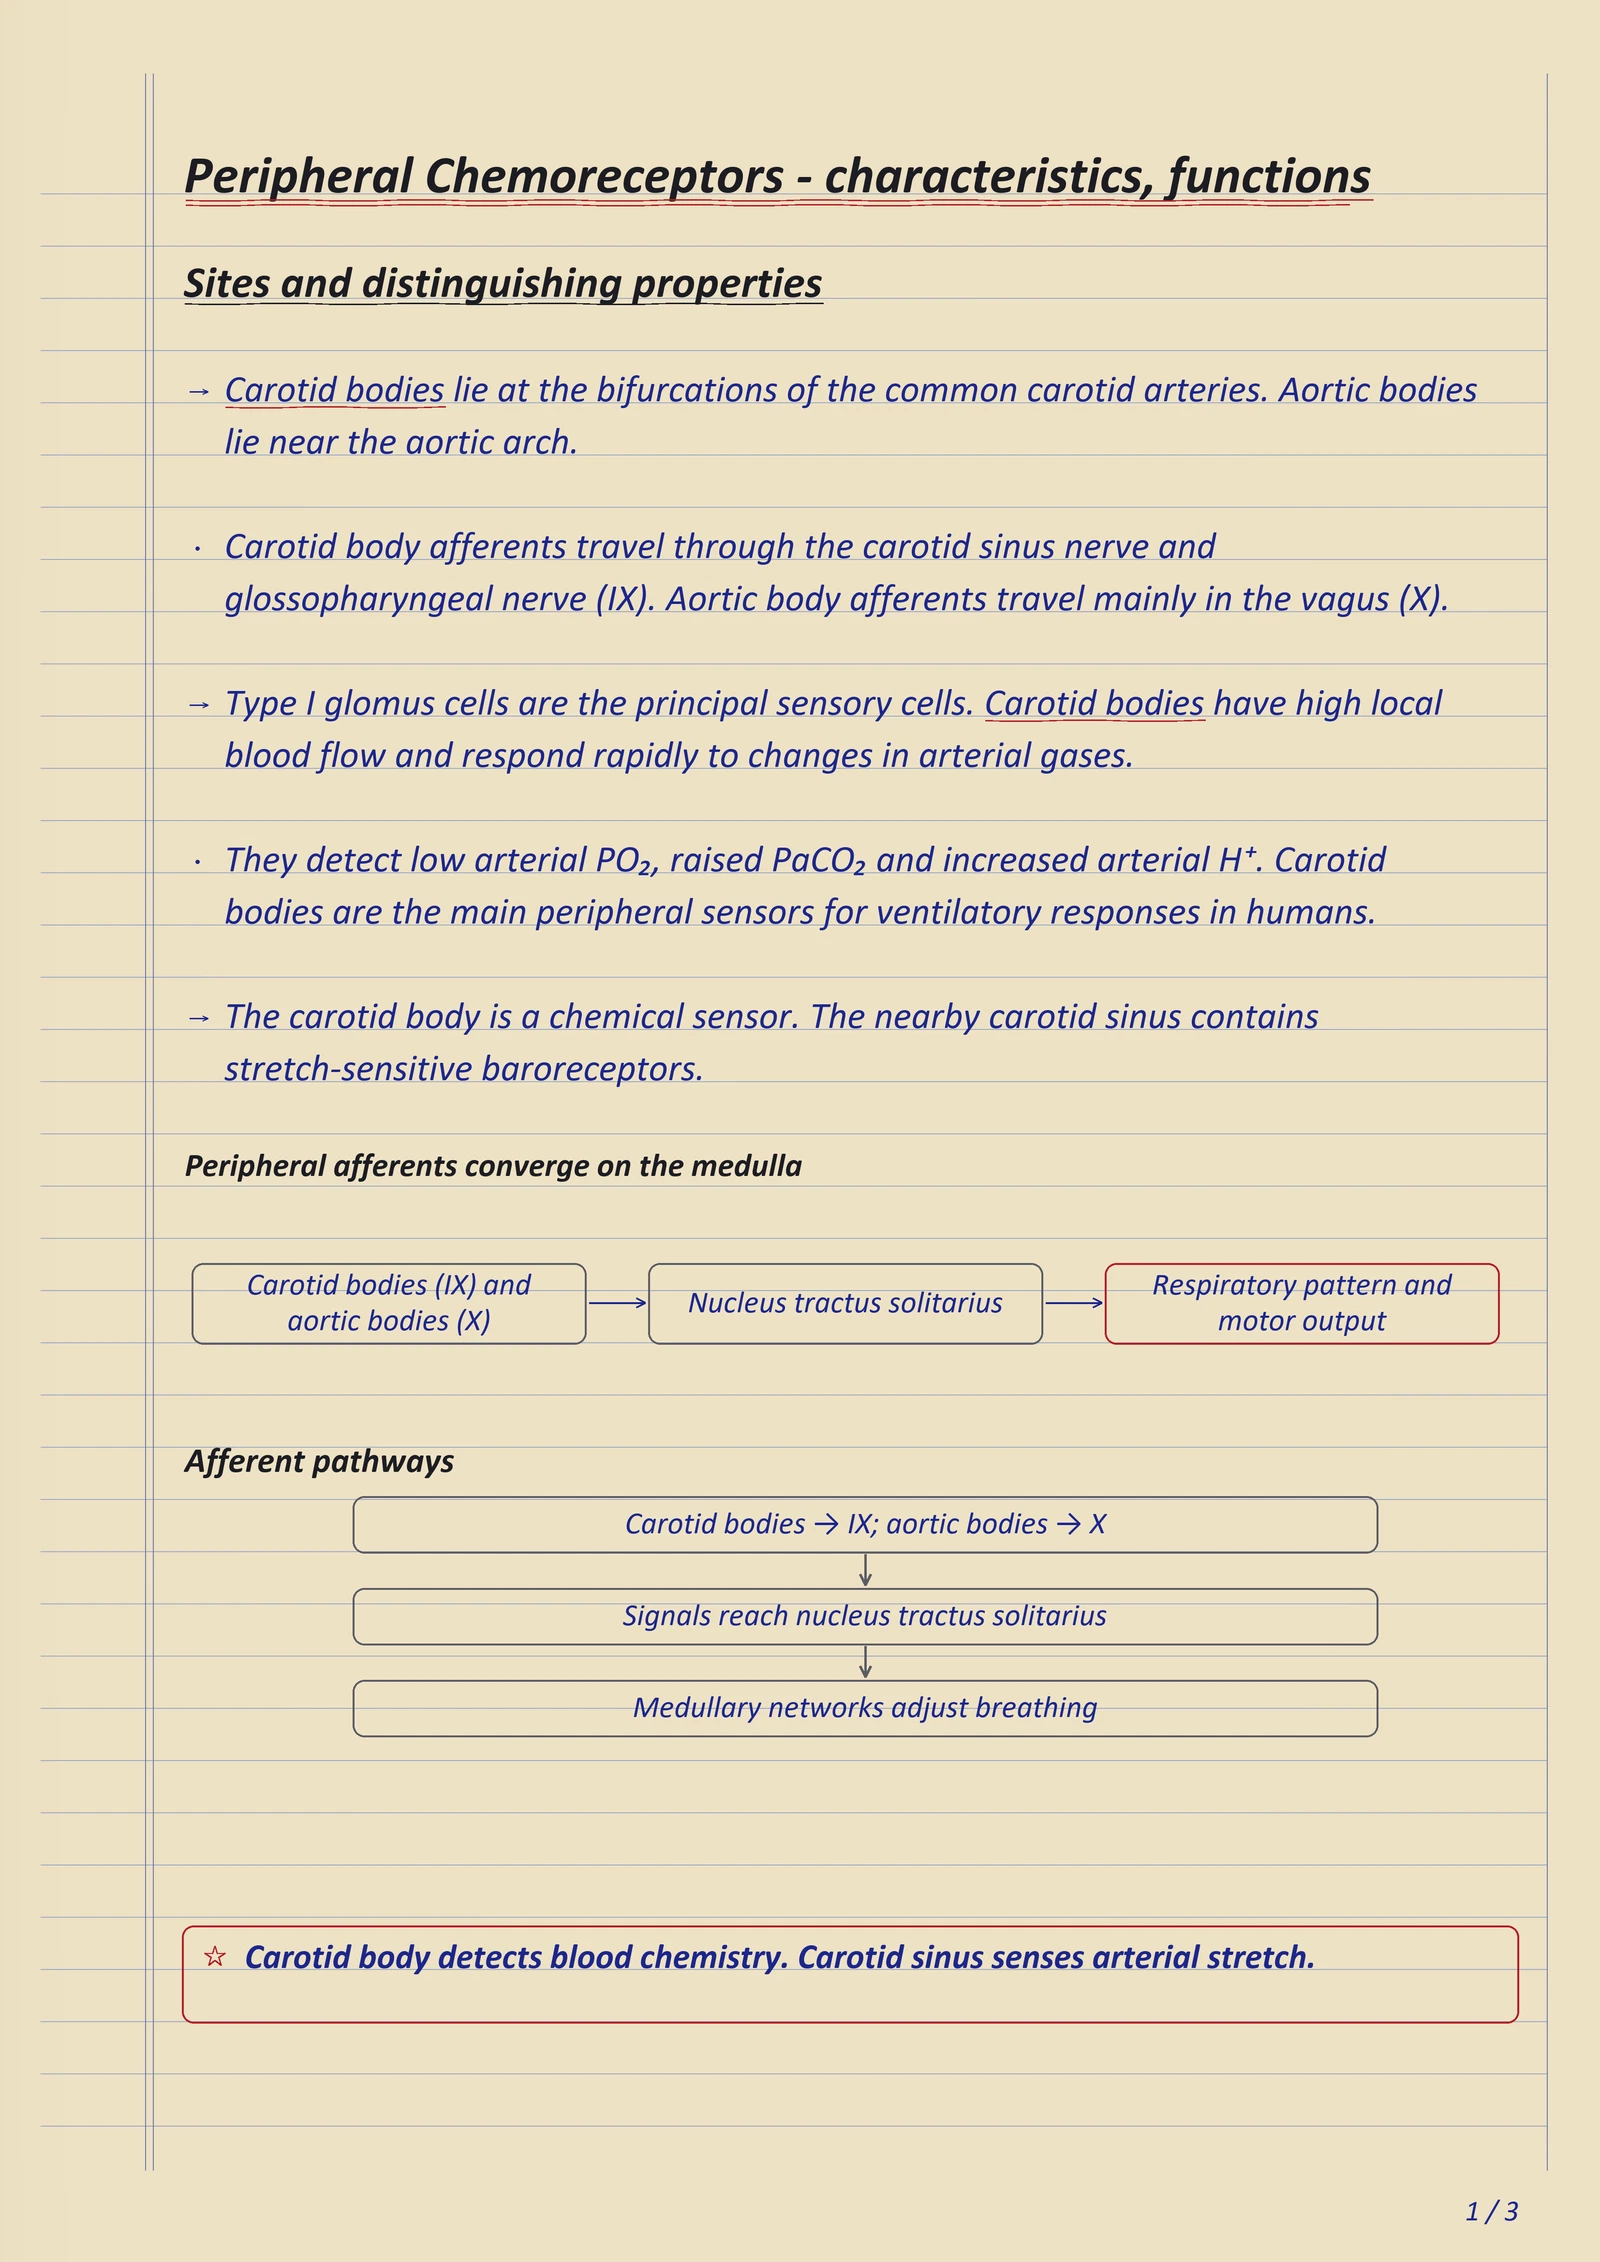 Peripheral Chemoreceptors - characteristics, functions
Sites and distinguishing properties
→ Carotid bodies lie at the bifurcations of the common carotid arteries. Aortic bodies
lie near the aortic arch.
· Carotid body afferents travel through the carotid sinus nerve and
glossopharyngeal nerve (IX). Aortic body afferents travel mainly in the vagus (X).
→ Type I glomus cells are the principal sensory cells. Carotid bodies have high local
blood flow and respond rapidly to changes in arterial gases.
· They detect low arterial PO₂, raised PaCO₂ and increased arterial H⁺. Carotid
bodies are the main peripheral sensors for ventilatory responses in humans.
→ The carotid body is a chemical sensor. The nearby carotid sinus contains
stretch-sensitive baroreceptors.
Peripheral afferents converge on the medulla
Carotid bodies (IX) and
aortic bodies (X)
Nucleus tractus solitarius
Respiratory pattern and
motor output
Afferent pathways
Carotid bodies → IX; aortic bodies → X
Signals reach nucleus tractus solitarius
Medullary networks adjust breathing
☆ Carotid body detects blood chemistry. Carotid sinus senses arterial stretch.
1 / 3